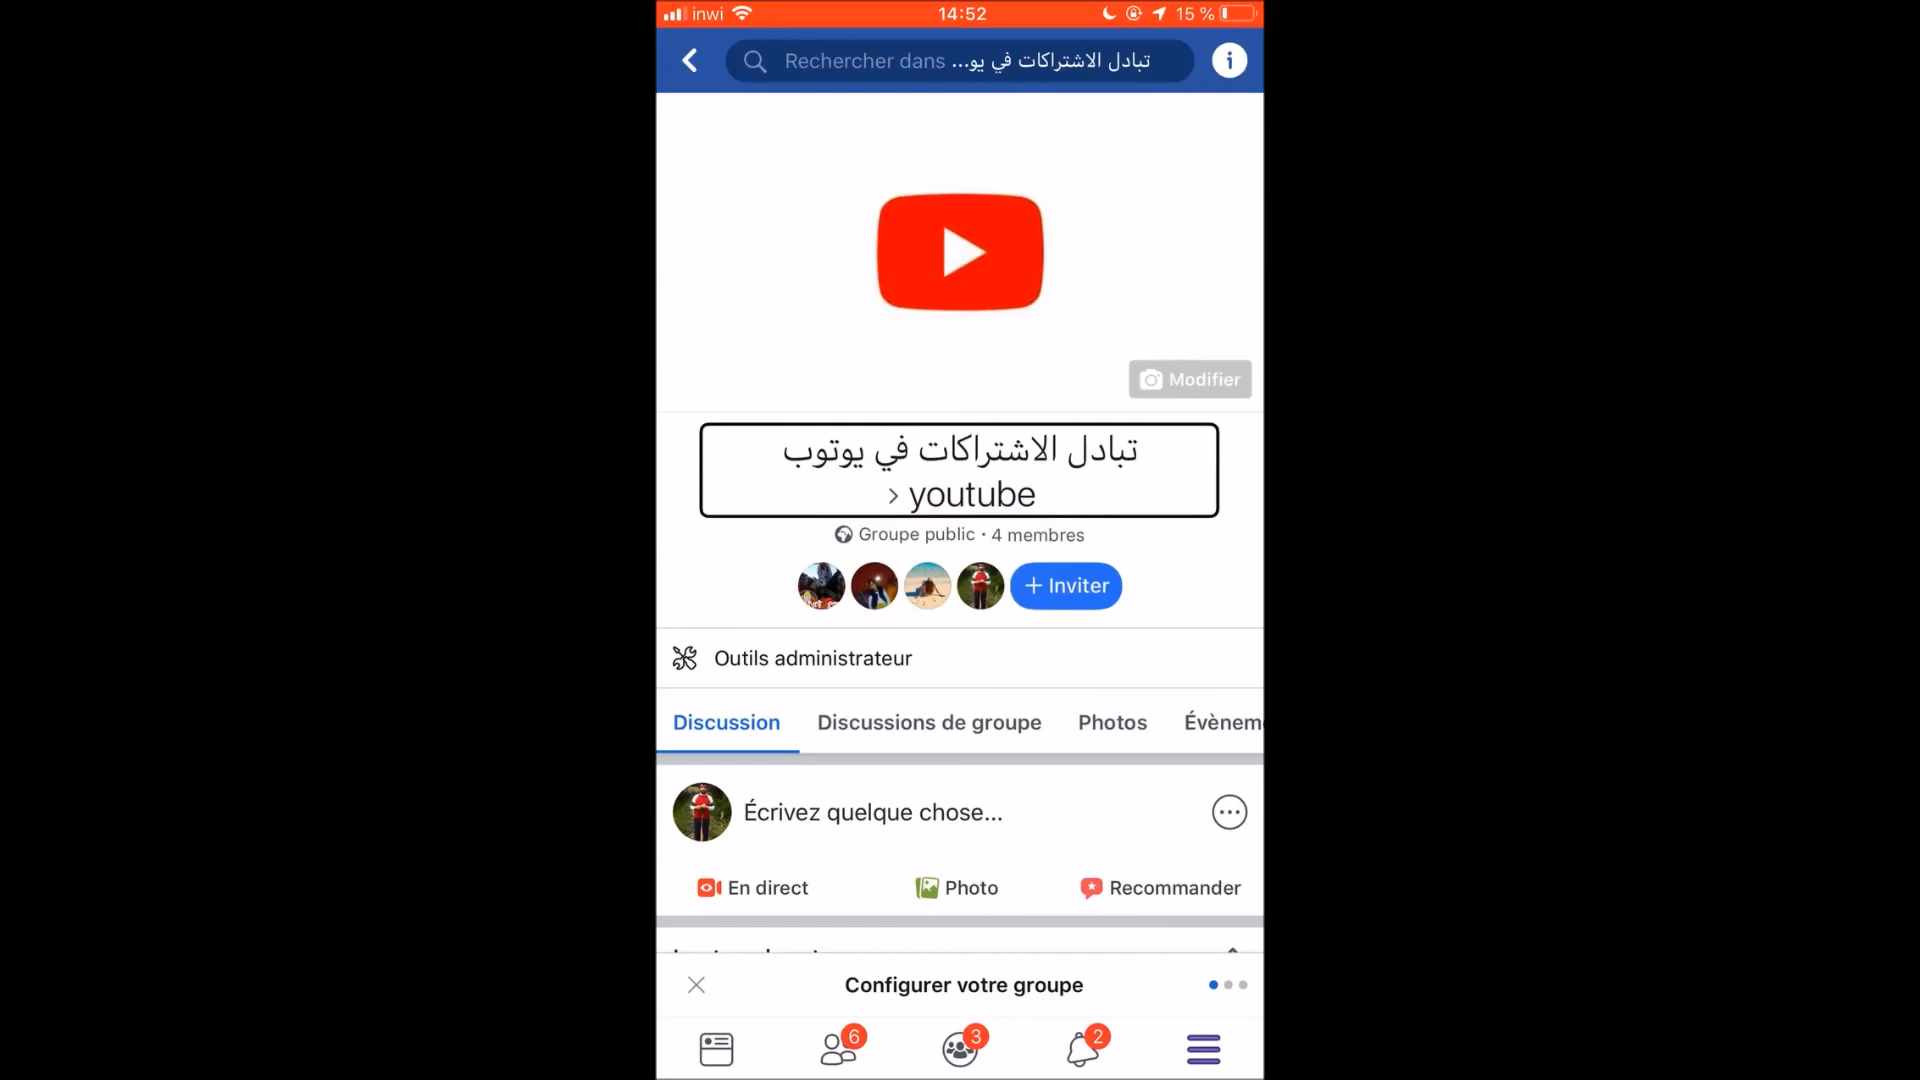 inwi 14:52 15 %
Rechercher dans تبادل الاشتراكات في يو...
Modifier
تبادل الاشتراكات في يوتوب
youtube >
Groupe public · 4 membres
+ Inviter
Outils administrateur
Discussion Discussions de groupe Photos Évènem
Écrivez quelque chose...
En direct Photo Recommander
Configurer votre groupe
6 3 2